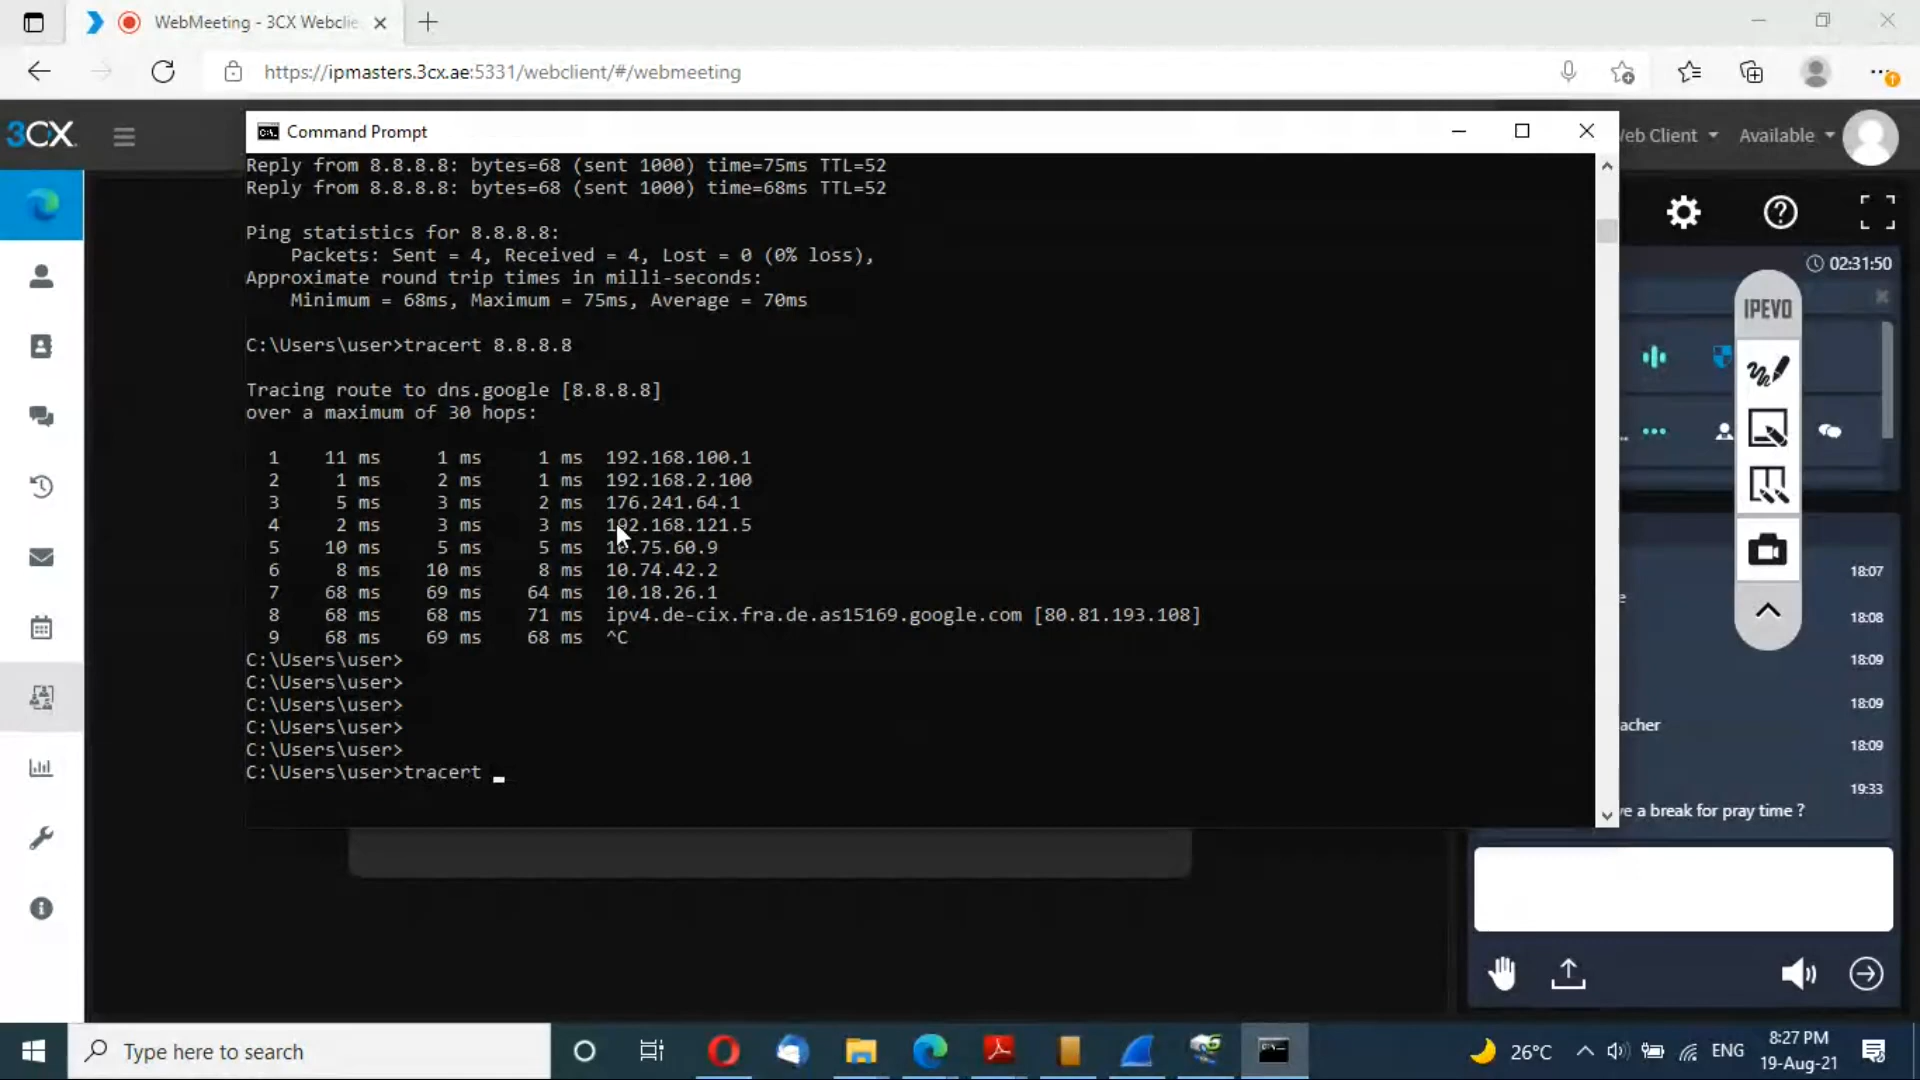 WebMeeting - 3CX Webclie
https://ipmasters.3cx.ae:5331/webclient/#/webmeeting
3CX
Command Prompt
eb Client
Available
Reply from 8.8.8.8: bytes=68 (sent 1000) time=75ms TTL=52
Reply from 8.8.8.8: bytes=68 (sent 1000) time=68ms TTL=52
Ping statistics for 8.8.8.8:
Packets: Sent = 4, Received = 4, Lost = 0 (0% loss),
Approximate round trip times in milli-seconds:
Minimum = 68ms, Maximum = 75ms, Average = 70ms
C:\Users\user>tracert 8.8.8.8
Tracing route to dns.google [8.8.8.8]
over a maximum of 30 hops:
1 11 ms 1 ms 1 ms 192.168.100.1
2 1 ms 2 ms 1 ms 192.168.2.100
3 5 ms 3 ms 2 ms 176.241.64.1
4 2 ms 3 ms 3 ms 192.168.121.5
5 10 ms 5 ms 5 ms 10.75.60.9
6 8 ms 10 ms 8 ms 10.74.42.2
7 68 ms 69 ms 64 ms 10.18.26.1
8 68 ms 68 ms 71 ms ipv4.de-cix.fra.de.as15169.google.com [80.81.193.108]
9 68 ms 69 ms 68 ms ^C
C:\Users\user>
C:\Users\user>
C:\Users\user>
C:\Users\user>
C:\Users\user>
C:\Users\user>tracert _
02:31:50
IPEVO
18:07
e
18:08
18:09
18:09
acher
18:09
19:33
e a break for pray time ?
Type here to search
26°C
ENG
8:27 PM
19-Aug-21